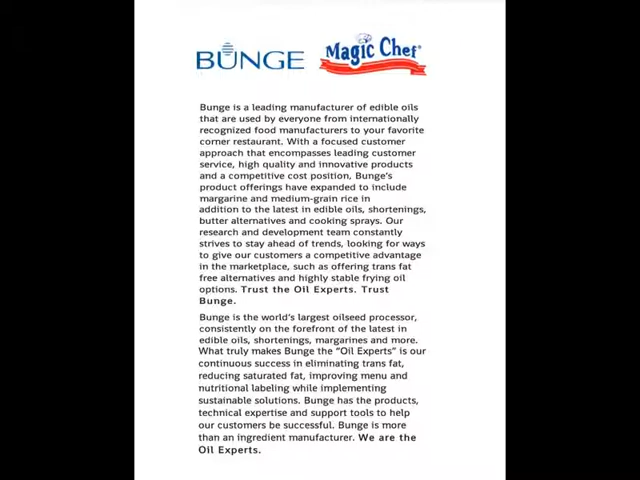 BUNGE
Magic Chef®
Bunge is a leading manufacturer of edible oils
that are used by everyone from internationally
recognized food manufacturers to your favorite
corner restaurant. With a focused customer
approach that encompasses leading customer
service, high quality and innovative products
and a competitive cost position, Bunge's
product offerings have expanded to include
margarine and medium-grain rice in
addition to the latest in edible oils, shortenings,
butter alternatives and cooking sprays. Our
research and development team constantly
strives to stay ahead of trends, looking for ways
to give our customers a competitive advantage
in the marketplace, such as offering trans fat
free alternatives and highly stable frying oil
options. Trust the Oil Experts. Trust
Bunge.
Bunge is the world's largest oilseed processor,
consistently on the forefront of the latest in
edible oils, shortenings, margarines and more.
What truly makes Bunge the “Oil Experts” is our
continuous success in eliminating trans fat,
reducing saturated fat, improving menu and
nutritional labeling while implementing
sustainable solutions. Bunge has the products,
technical expertise and support tools to help
our customers be successful. Bunge is more
than an ingredient manufacturer. We are the
Oil Experts.